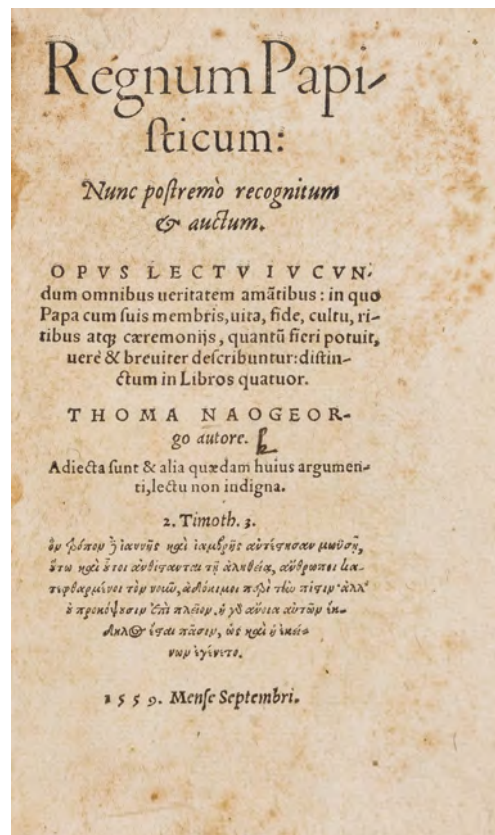 Regnum Papi-
sticum:
Nunc postremò recognitum
& auctum.
OPVS LECTV IVCVN-
dum omnibus ueritatem amãtibus: in quo
Papa cum suis membris, uita, fide, cultu, ri-
tibus atq; cæremonijs, quantũ fieri potuit,
uere & breuiter describuntur: distin-
ctum in Libros quatuor.
THOMA NAOGEOR-
go autore.
Adiecta sunt & alia quædam huius argumen-
ti, lectu non indigna.
2. Timoth. 3.
ὃν τρόπον ἰαννῆς καὶ ἰαμβρῆς ἀντέστησαν μωϋσῇ,
οὕτω καὶ οὗτοι ἀνθίστανται τῇ ἀληθείᾳ, ἄνθρωποι κα-
τεφθαρμένοι τὸν νοῦν, ἀδόκιμοι περὶ τὴν πίστιν· ἀλλ'
οὐ προκόψουσιν ἐπὶ πλεῖον. ἡ γὰρ ἄνοια αὐτῶν ἔκ-
δηλος ἔσται πᾶσιν, ὡς καὶ ἡ ἐκεί-
νων ἐγένετο.
1559. Mense Septembri.